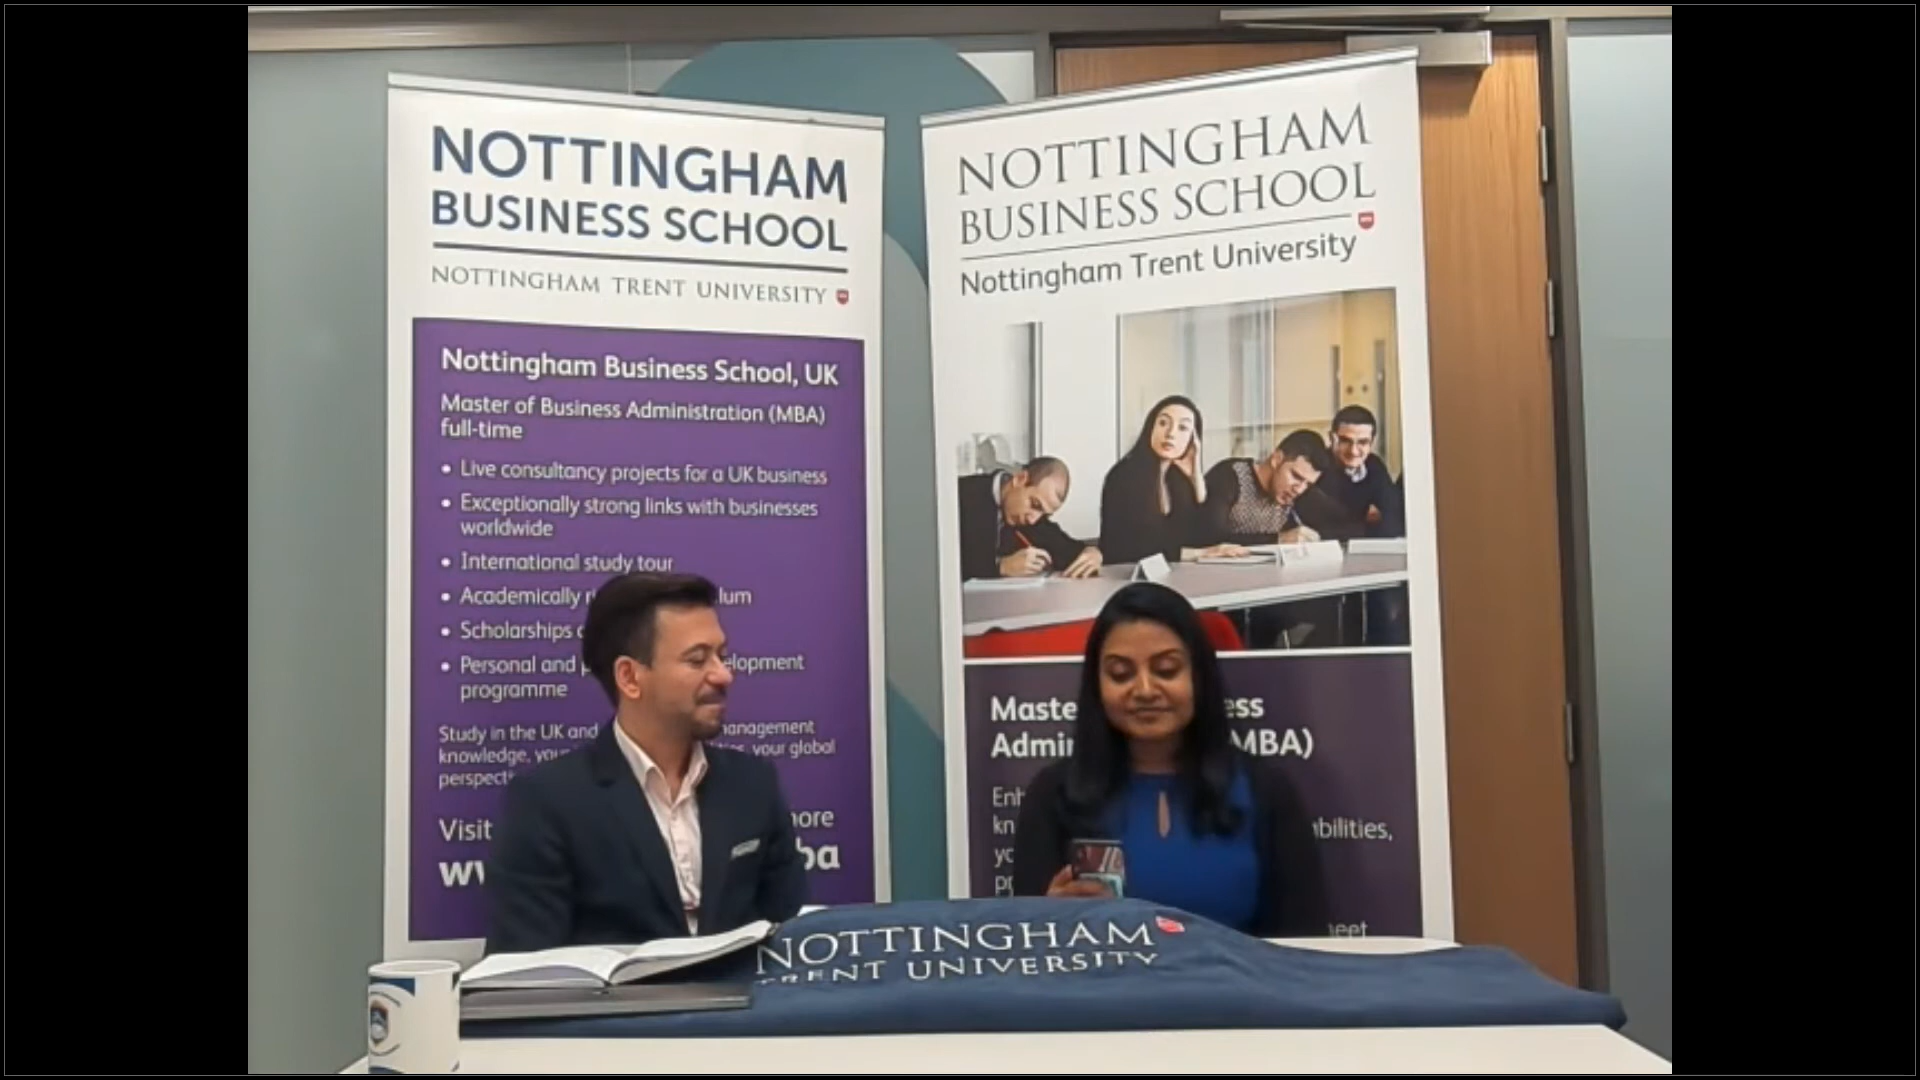 NOTTINGHAM
BUSINESS SCHOOL
NOTTINGHAM TRENT UNIVERSITY
Nottingham Business School, UK
Master of Business Administration (MBA)
full-time
• Live consultancy projects for a UK business
• Exceptionally strong links with businesses
worldwide
• International study tour
• Academically
• Scholarships
• Personal and
programme
Study in the UK and
knowledge,
Visit
NOTTINGHAM
BUSINESS SCHOOL
Nottingham Trent University
Maste ess
Admi MBA)
NOTTINGHAM
TRENT UNIVERSITY